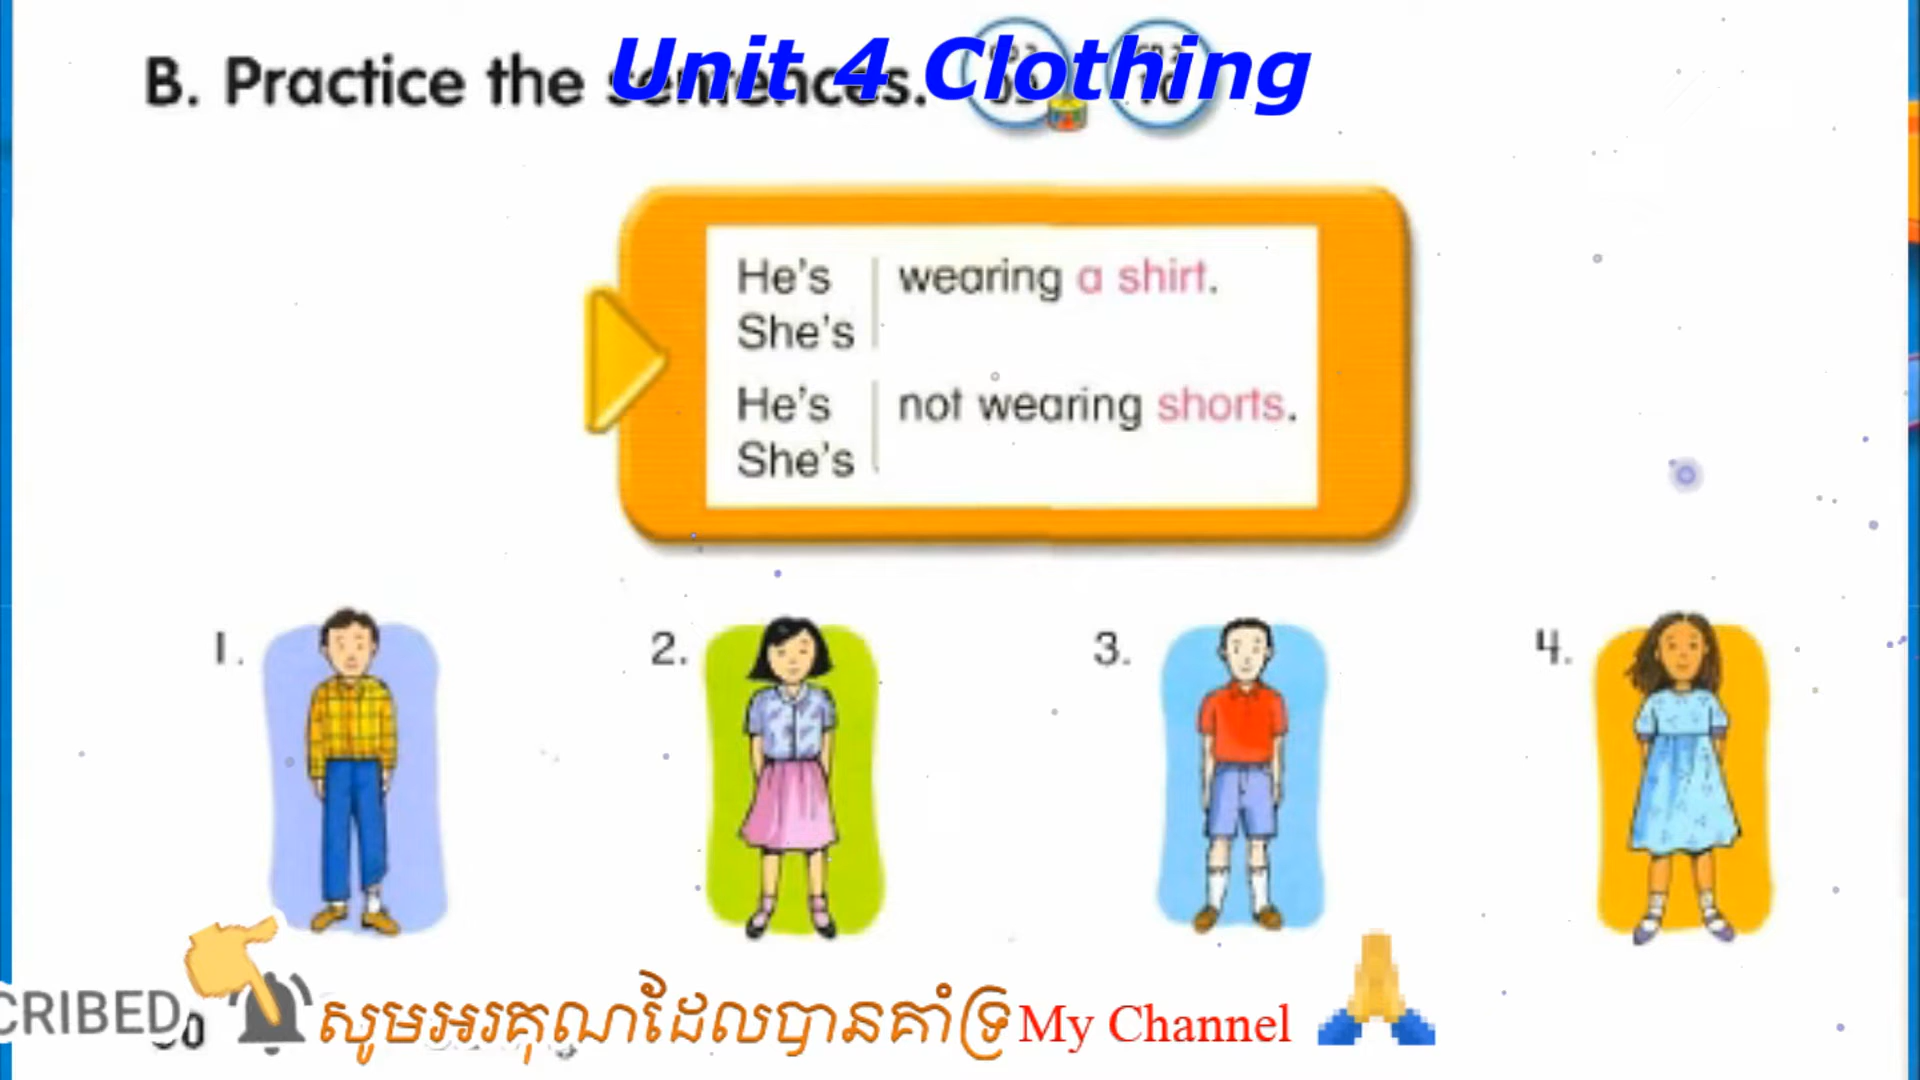 Unit 4 Clothing
B. Practice the sentences.
He's wearing a shirt.
She's
He's not wearing shorts.
She's
1.
2.
3.
4.
CRIBED
សូមអរគុណដែលបានគាំទ្រ My Channel